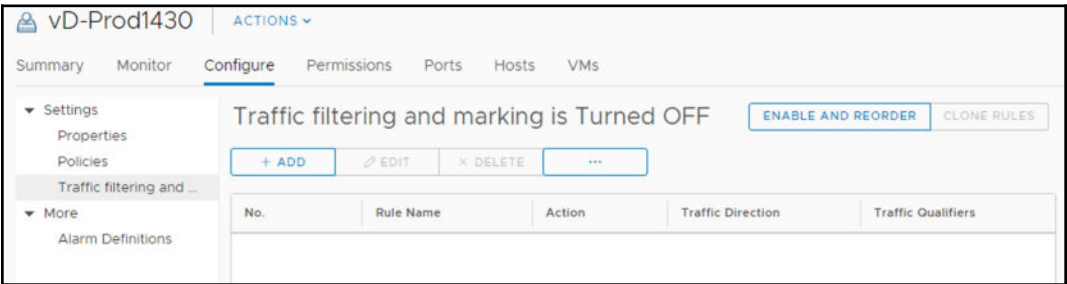 vD-Prod1430 ACTIONS
Summary Monitor Configure Permissions Ports Hosts VMs
Settings
Properties
Policies
Traffic filtering and ...
More
Alarm Definitions
Traffic filtering and marking is Turned OFF ENABLE AND REORDER CLONE RULES
+ ADD EDIT × DELETE ...
No. Rule Name Action Traffic Direction Traffic Qualifiers